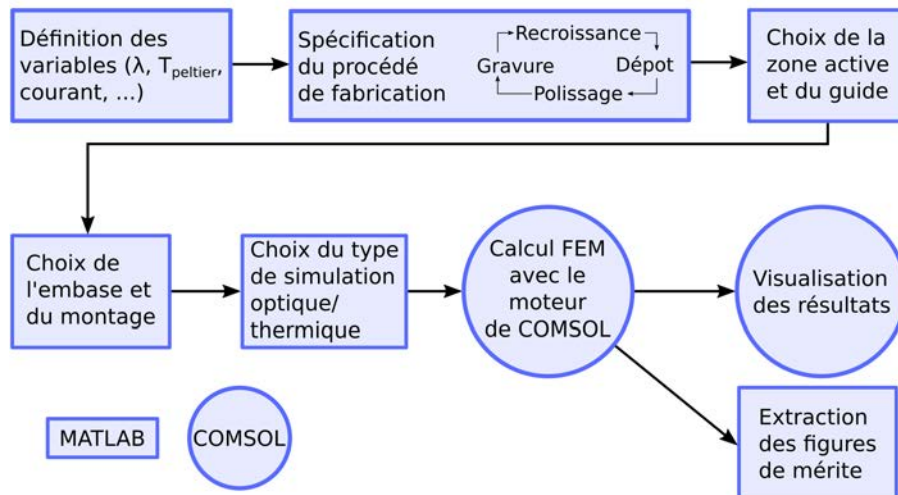 Définition des
variables (λ, Tpeltier,
courant, ...)
Spécification
du procédé
de fabrication
Recroissance
Gravure
Dépot
Polissage
Choix de la
zone active
et du guide
Choix de
l'embase et
du montage
Choix du type
de simulation
optique/
thermique
Calcul FEM
avec le
moteur
de COMSOL
Visualisation
des résultats
Extraction
des figures
de mérite
MATLAB
COMSOL